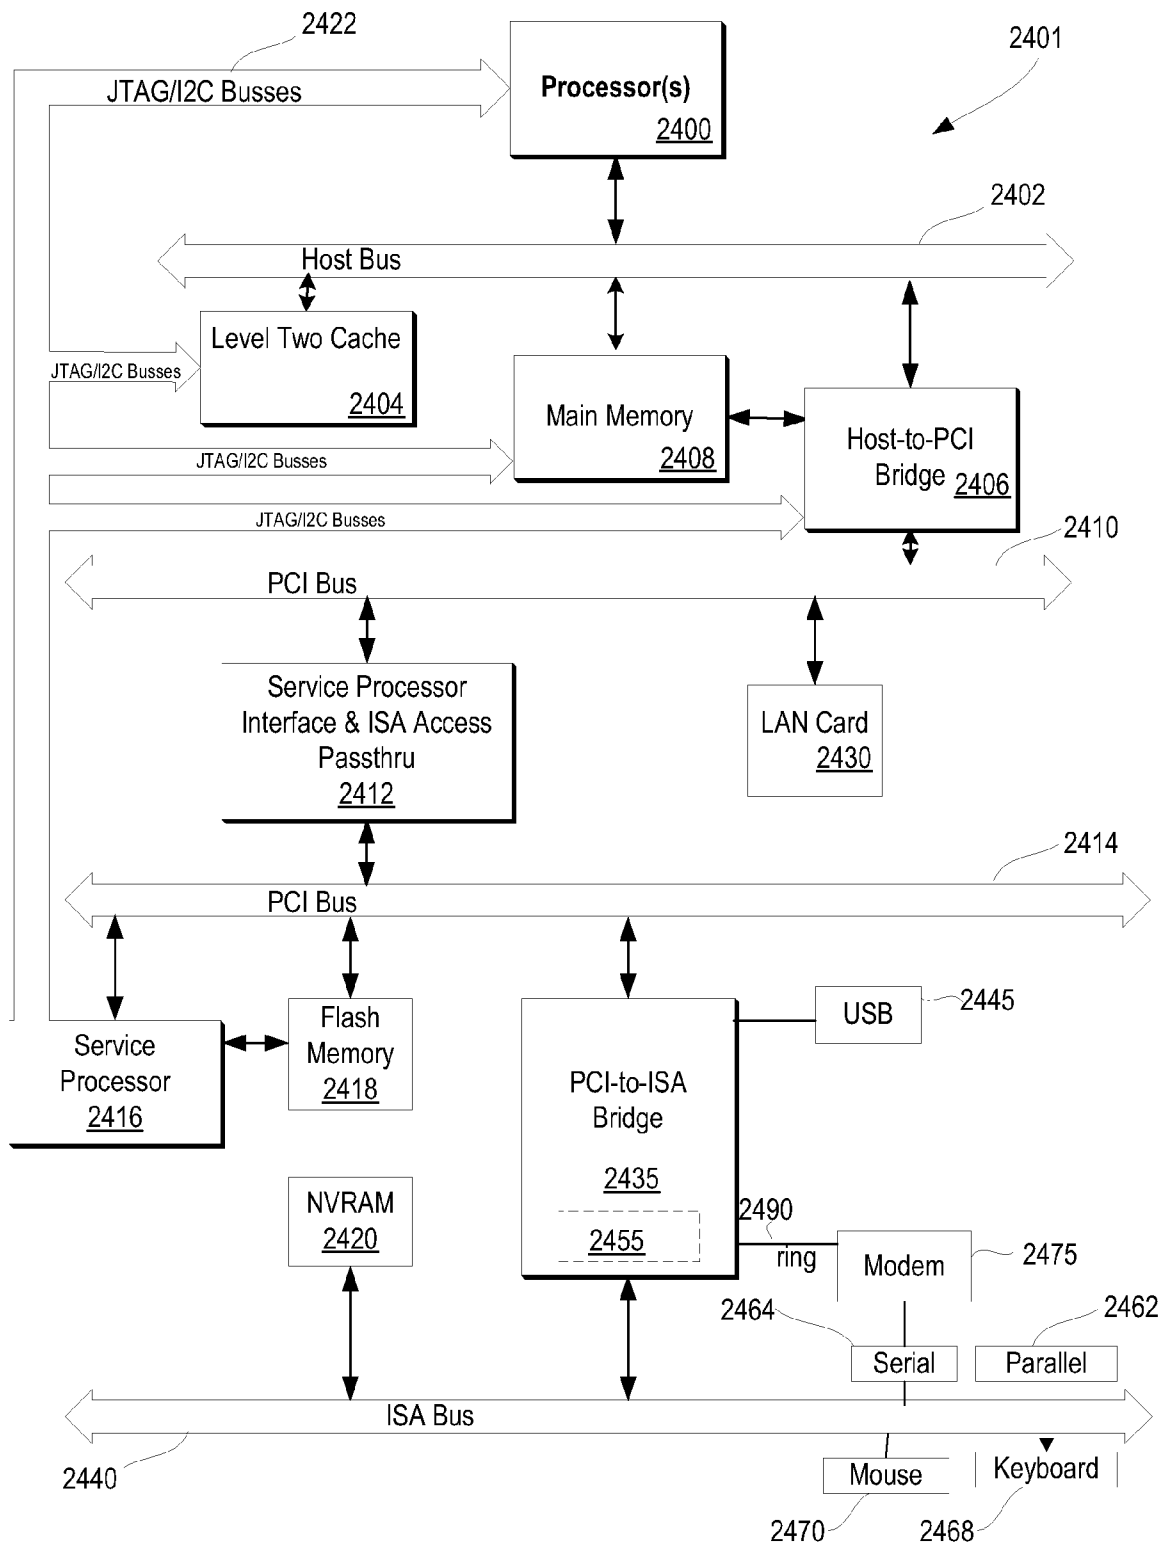 2422
2401
JTAG/I2C Busses
Processor(s)
2400
2402
Host Bus
Level Two Cache
2404
JTAG/I2C Busses
Main Memory
2408
Host-to-PCI
Bridge
2406
JTAG/I2C Busses
JTAG/I2C Busses
2410
PCI Bus
Service Processor
Interface & ISA Access
Passthru
2412
LAN Card
2430
2414
PCI Bus
Service
Processor
2416
Flash
Memory
2418
PCI-to-ISA
Bridge
2435
2455
USB
2445
NVRAM
2420
2490
ring
Modem
2475
2464
2462
Serial
Parallel
ISA Bus
2440
Mouse
Keyboard
2470
2468